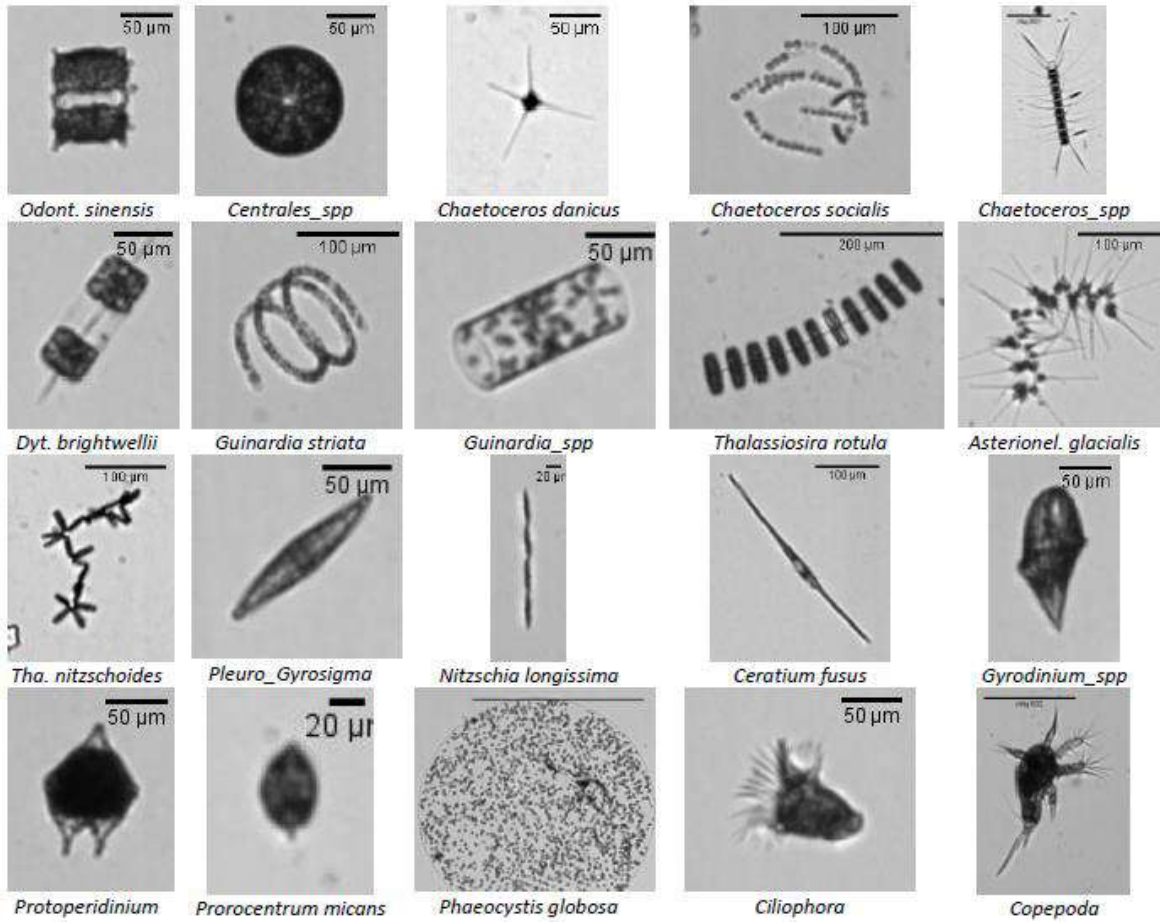 50 µm 50 µm 50 µm 100 µm
Odont. sinensis Centrales_spp Chaetoceros danicus Chaetoceros socialis Chaetoceros_spp
50 µm 100 µm 50 µm 200 µm 100 µm
Dyt. brightwellii Guinardia striata Guinardia_spp Thalassiosira rotula Asterionel. glacialis
100 µm 50 µm 20 µ 100 µm 50 µm
Tha. nitzschoides Pleuro_Gyrosigma Nitzschia longissima Ceratium fusus Gyrodinium_spp
50 µm 20 µ 50 µm
Protoperidinium Prorocentrum micans Phaeocystis globosa Ciliophora Copepoda